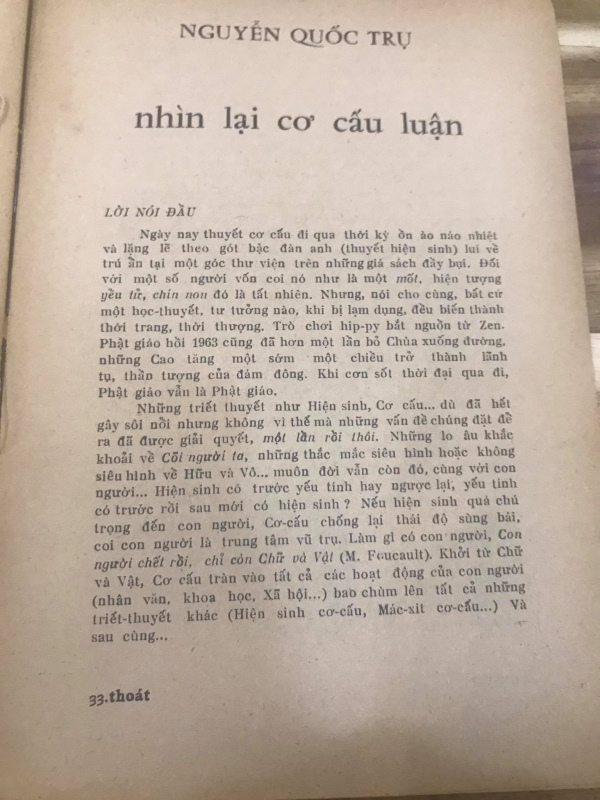 NGUYỄN QUỐC TRỤ
nhìn lại cơ cấu luận
LỜI NÓI ĐẦU
Ngày nay thuyết cơ cấu đi qua thời kỳ ồn ào náo nhiệt
và lặng lẽ theo gót bậc đàn anh (thuyết hiện sinh) lui về
trú ẩn tại một góc thư viện trên những giá sách đầy bụi. Đối
với một số người vốn coi nó như là một mốt, hiện tượng
yểu tử, chín non đó là tất nhiên. Nhưng, nói cho cùng, bất cứ
một học-thuyết, tư tưởng nào, khi bị lạm dụng, đều biến thành
thời trang, thời thượng. Trò chơi hip-py bắt nguồn từ Zen.
Phật giáo hồi 1963 cũng đã hơn một lần bỏ Chùa xuống đường,
những Cao tăng một sớm một chiều trở thành lãnh
tụ, thần tượng của đám đông. Khi cơn sốt thời đại qua đi,
Phật giáo vẫn là Phật giáo.
Những triết thuyết như Hiện sinh, Cơ cấu... dù đã hết
gây sôi nổi nhưng không vì thế mà những vấn đề chúng đặt để
ra đã được giải quyết, một lần rồi thôi. Những lo âu khắc
khoải về Cõi người ta, những thắc mắc siêu hình hoặc không
siêu hình về Hữu và Vô... muôn đời vẫn còn đó, cùng với con
người... Hiện sinh có trước yếu tính hay ngược lại, yếu tính
có trước rồi sau mới có hiện sinh ? Nếu hiện sinh quá chú
trọng đến con người, Cơ-cấu chống lại thái độ sùng bái,
coi con người là trung tâm vũ trụ. Làm gì có con người, Con
người chết rồi, chỉ còn Chữ và Vật (M. Foucault). Khởi từ Chữ
và Vật, Cơ cấu tràn vào tất cả các hoạt động của con người
(nhân văn, khoa học, Xã hội...) bao chùm lên tất cả những
triết-thuyết khác (Hiện sinh cơ-cấu, Mác-xit cơ-cấu...) Và
sau cùng...
33.thoát